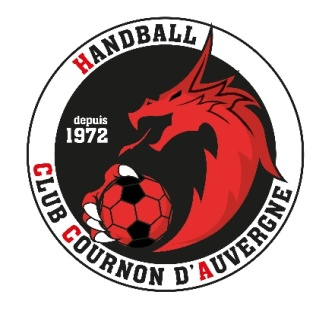 HANDBALL
depuis
1972
CLUB COURNON D'AUVERGNE